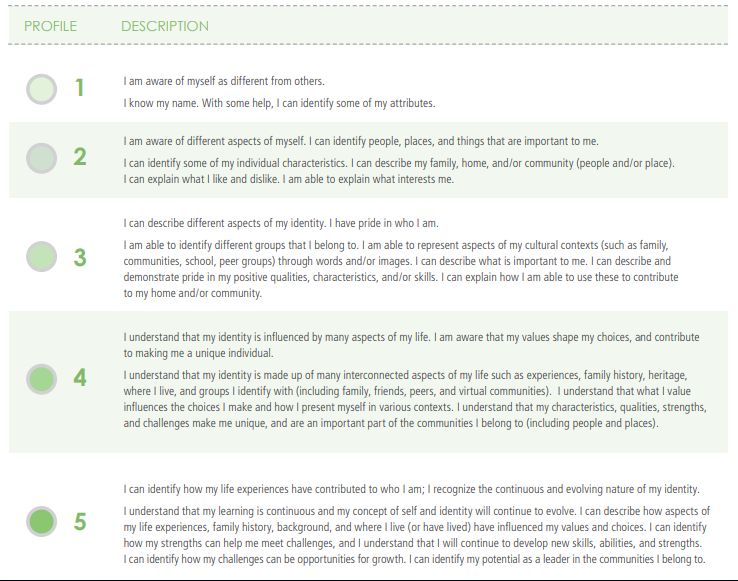 PROFILE DESCRIPTION
1
I am aware of myself as different from others.
I know my name. With some help, I can identify some of my attributes.
2
I am aware of different aspects of myself. I can identify people, places, and things that are important to me.
I can identify some of my individual characteristics. I can describe my family, home, and/or community (people and/or place).
I can explain what I like and dislike. I am able to explain what interests me.
3
I can describe different aspects of my identity. I have pride in who I am.
I am able to identify different groups that I belong to. I am able to represent aspects of my cultural contexts (such as family,
communities, school, peer groups) through words and/or images. I can describe what is important to me. I can describe and
demonstrate pride in my positive qualities, characteristics, and/or skills. I can explain how I am able to use these to contribute
to my home and/or community.
4
I understand that my identity is influenced by many aspects of my life. I am aware that my values shape my choices, and contribute
to making me a unique individual.
I understand that my identity is made up of many interconnected aspects of my life such as experiences, family history, heritage,
where I live, and groups I identify with (including family, friends, peers, and virtual communities). I understand that what I value
influences the choices I make and how I present myself in various contexts. I understand that my characteristics, qualities, strengths,
and challenges make me unique, and are an important part of the communities I belong to (including people and places).
5
I can identify how my life experiences have contributed to who I am; I recognize the continuous and evolving nature of my identity.
I understand that my learning is continuous and my concept of self and identity will continue to evolve. I can describe how aspects of
my life experiences, family history, background, and where I live (or have lived) have influenced my values and choices. I can identify
how my strengths can help me meet challenges, and I understand that I will continue to develop new skills, abilities, and strengths.
I can identify how my challenges can be opportunities for growth. I can identify my potential as a leader in the communities I belong to.